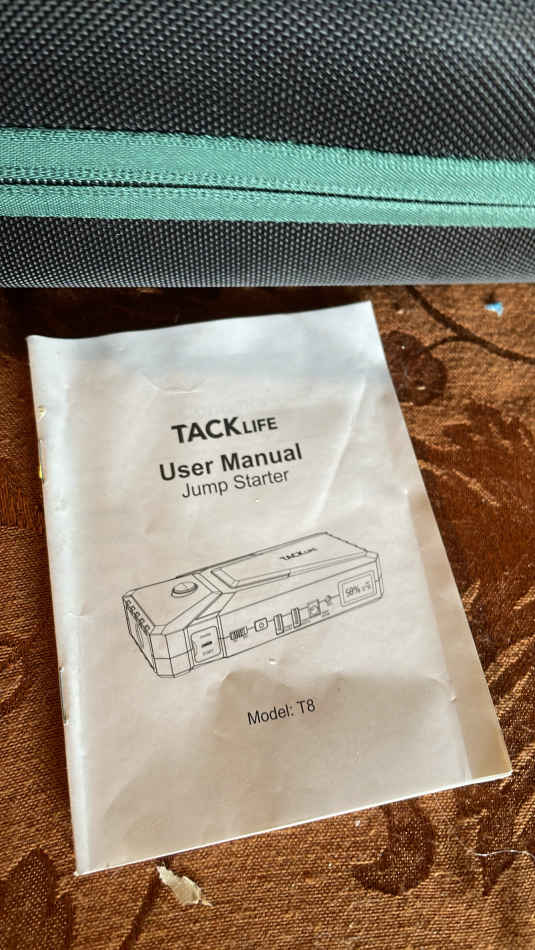 TACKLIFE
User Manual
Jump Starter
TACKLIFE
58%
Model: T8